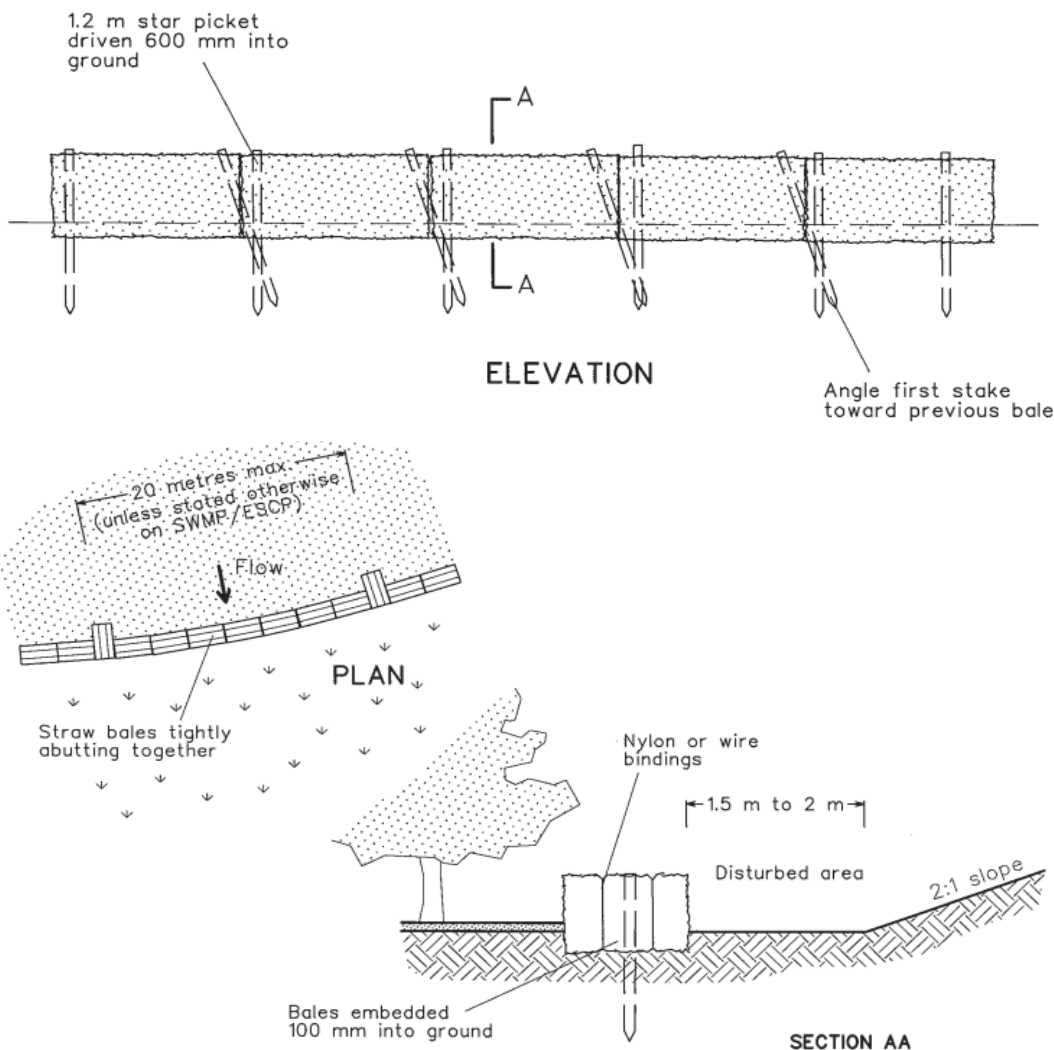 1.2 m star picket
driven 600 mm into
ground
A
A
ELEVATION
Angle first stake
toward previous bale
20 metres max.
(unless stated otherwise
on SWMP/ESCP)
Flow
PLAN
Straw bales tightly
abutting together
Nylon or wire
bindings
1.5 m to 2 m
Disturbed area
2:1 slope
Bales embedded
100 mm into ground
SECTION AA